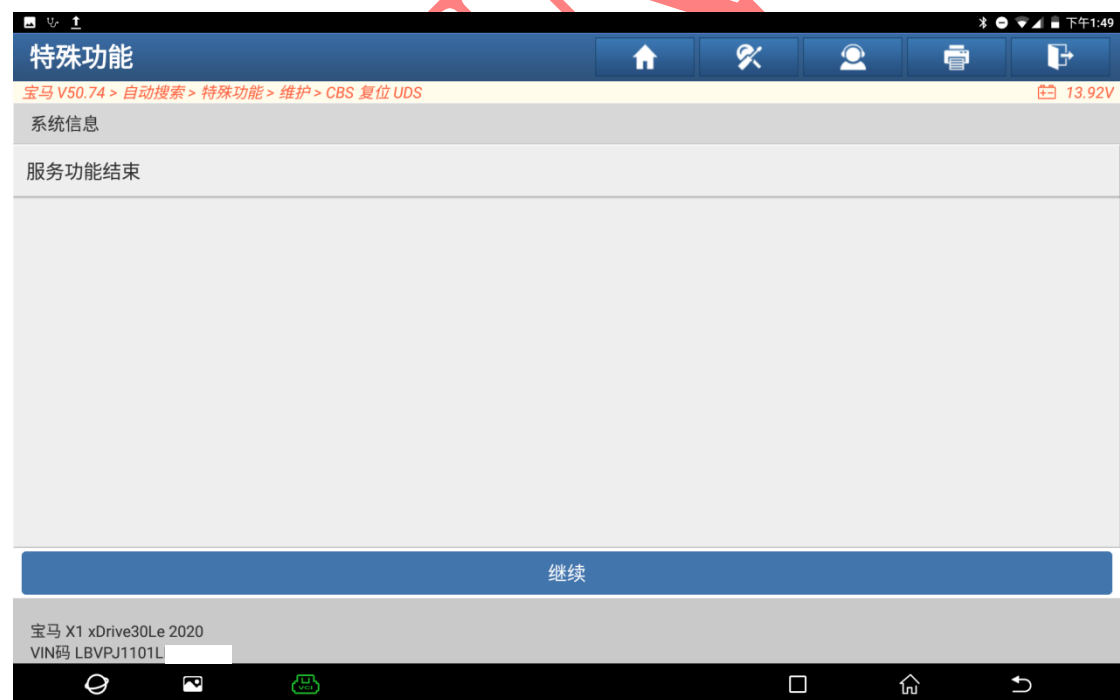 下午1:49
特殊功能
宝马 V50.74 > 自动搜索 > 特殊功能 > 维护 > CBS 复位 UDS
13.92V
系统信息
服务功能结束
继续
宝马 X1 xDrive30Le 2020
VIN码 LBVPJ1101L
VCI